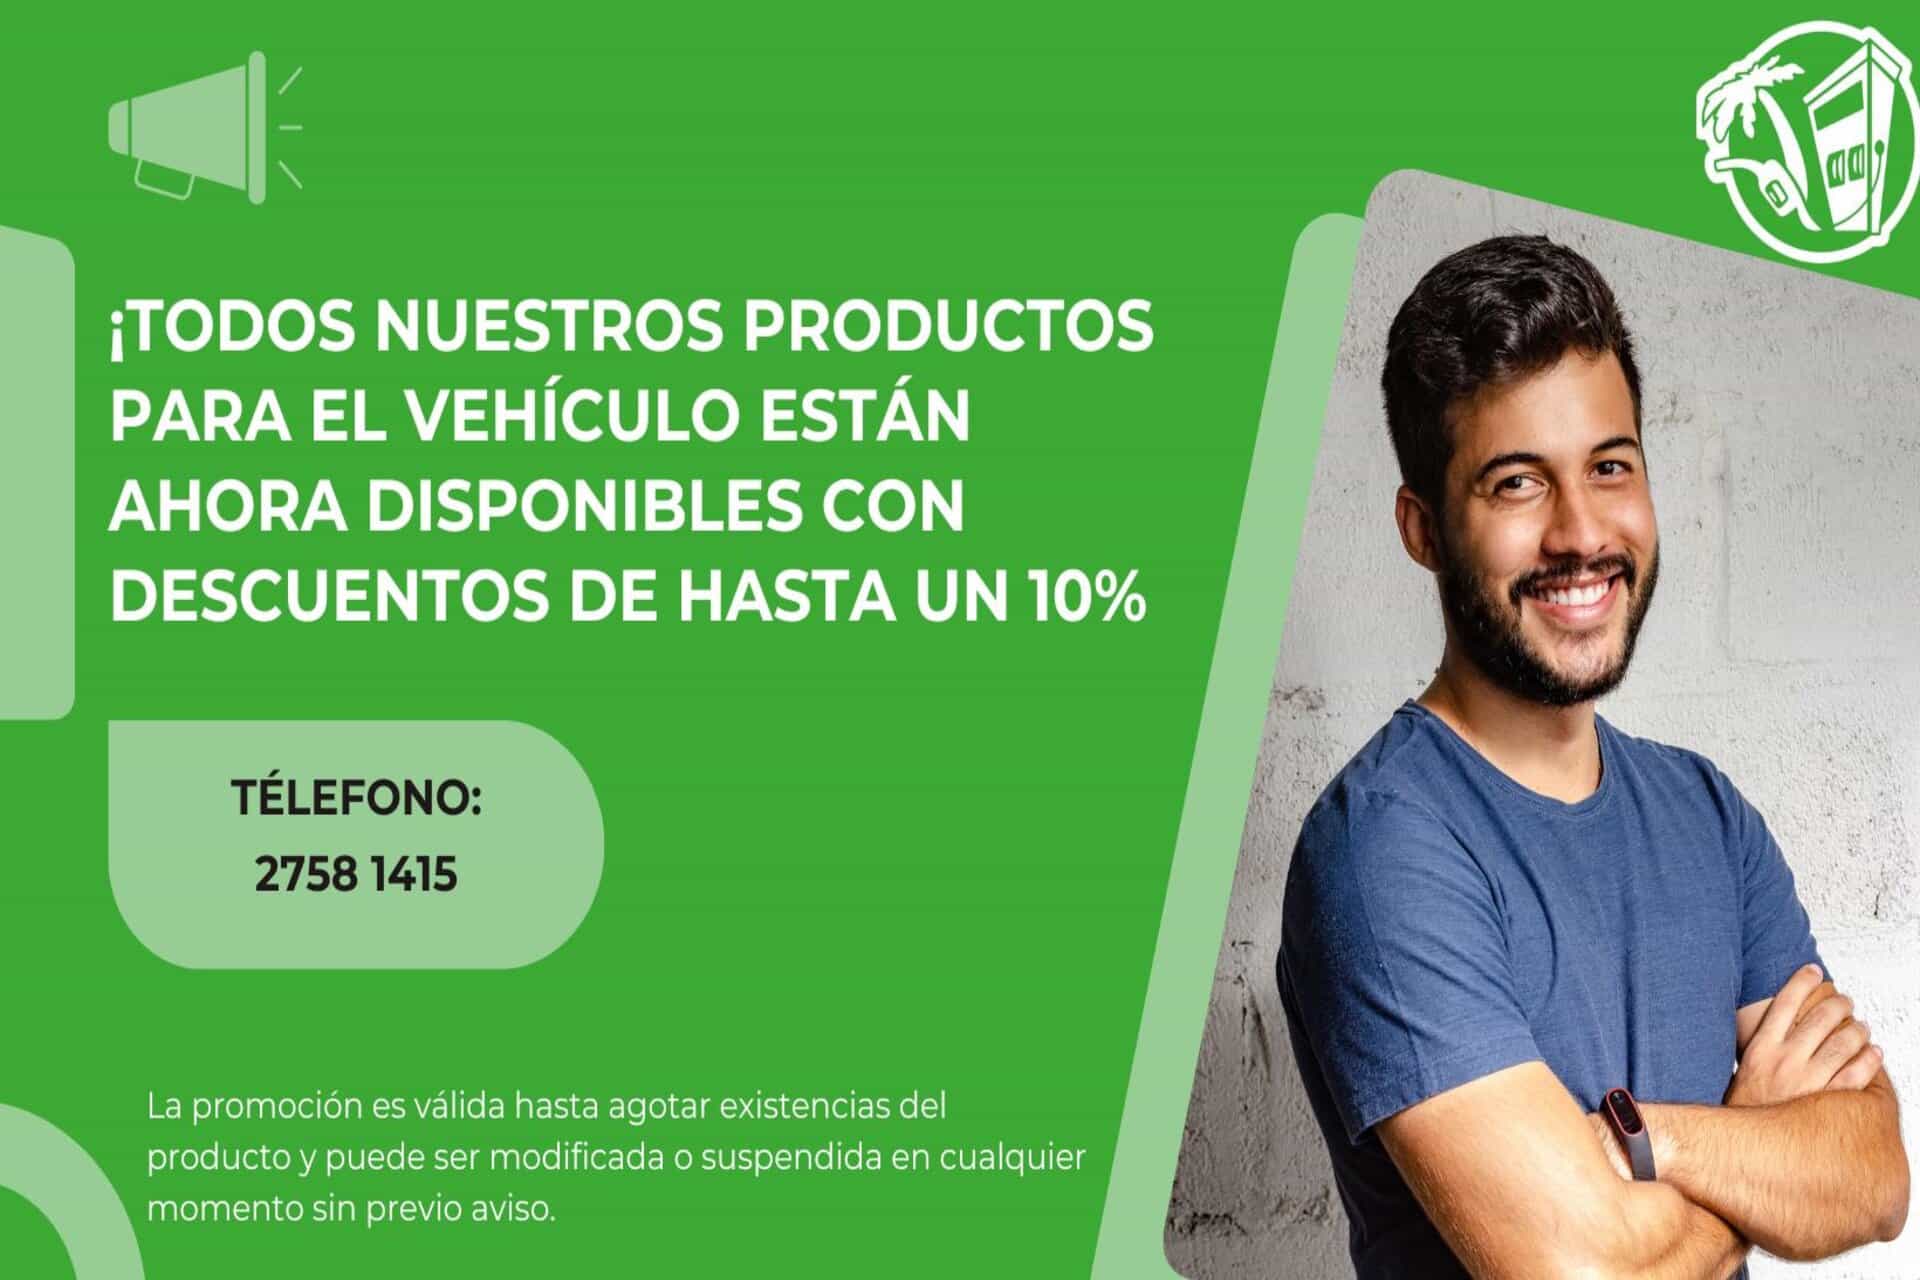 ¡TODOS NUESTROS PRODUCTOS
PARA EL VEHÍCULO ESTÁN
AHORA DISPONIBLES CON
DESCUENTOS DE HASTA UN 10%
TÉLEFONO:
2758 1415
La promoción es válida hasta agotar existencias del
producto y puede ser modificada o suspendida en cualquier
momento sin previo aviso.